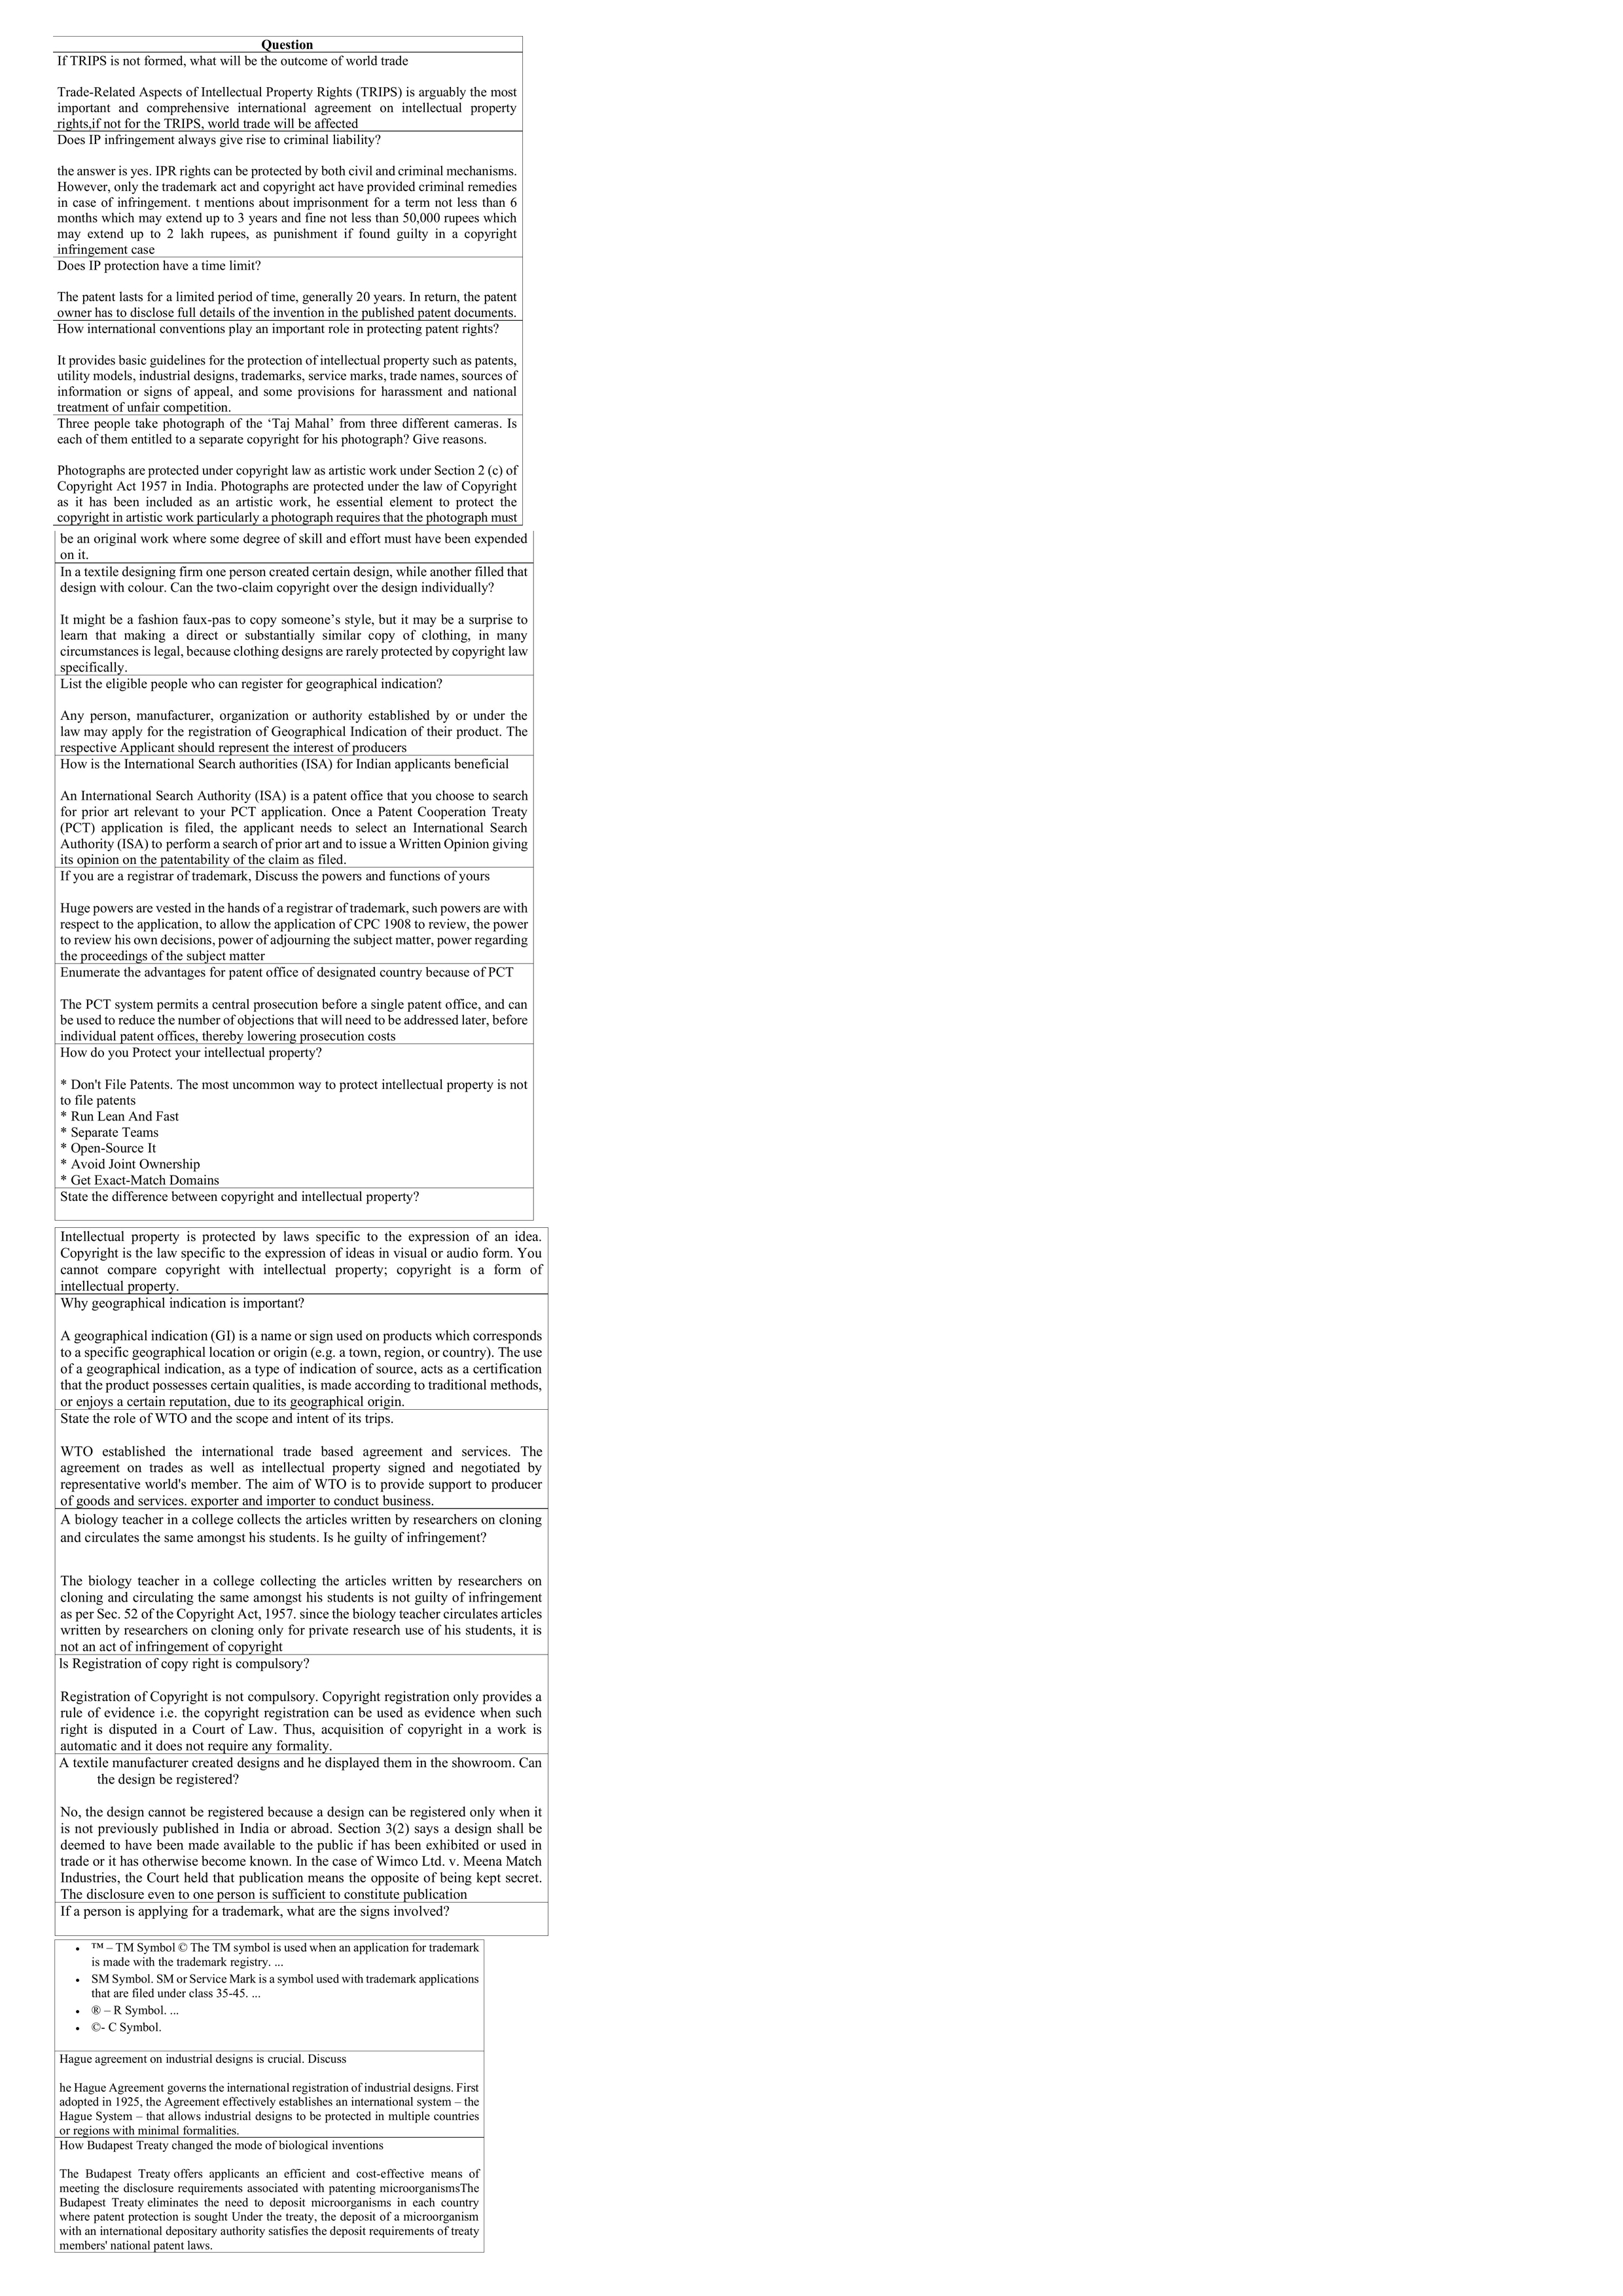 Question
If TRIPS is not formed, what will be the outcome of world trade
Trade-Related Aspects of Intellectual Property Rights (TRIPS) is arguably the most
important and comprehensive international agreement on intellectual property
rights,if not for the TRIPS, world trade will be affected
Does IP infringement always give rise to criminal liability?
the answer is yes. IPR rights can be protected by both civil and criminal mechanisms.
However, only the trademark act and copyright act have provided criminal remedies
in case of infringement. t mentions about imprisonment for a term not less than 6
months which may extend up to 3 years and fine not less than 50,000 rupees which
may extend up to 2 lakh rupees, as punishment if found guilty in a copyright
infringement case
Does IP protection have a time limit?
The patent lasts for a limited period of time, generally 20 years. In return, the patent
owner has to disclose full details of the invention in the published patent documents.
How international conventions play an important role in protecting patent rights?
It provides basic guidelines for the protection of intellectual property such as patents,
utility models, industrial designs, trademarks, service marks, trade names, sources of
information or signs of appeal, and some provisions for harassment and national
treatment of unfair competition.
Three people take photograph of the ‘Taj Mahal’ from three different cameras. Is
each of them entitled to a separate copyright for his photograph? Give reasons.
Photographs are protected under copyright law as artistic work under Section 2 (c) of
Copyright Act 1957 in India. Photographs are protected under the law of Copyright
as it has been included as an artistic work, he essential element to protect the
copyright in artistic work particularly a photograph requires that the photograph must
be an original work where some degree of skill and effort must have been expended
on it.
In a textile designing firm one person created certain design, while another filled that
design with colour. Can the two-claim copyright over the design individually?
It might be a fashion faux-pas to copy someone’s style, but it may be a surprise to
learn that making a direct or substantially similar copy of clothing, in many
circumstances is legal, because clothing designs are rarely protected by copyright law
specifically.
List the eligible people who can register for geographical indication?
Any person, manufacturer, organization or authority established by or under the
law may apply for the registration of Geographical Indication of their product. The
respective Applicant should represent the interest of producers
How is the International Search authorities (ISA) for Indian applicants beneficial
An International Search Authority (ISA) is a patent office that you choose to search
for prior art relevant to your PCT application. Once a Patent Cooperation Treaty
(PCT) application is filed, the applicant needs to select an International Search
Authority (ISA) to perform a search of prior art and to issue a Written Opinion giving
its opinion on the patentability of the claim as filed.
If you are a registrar of trademark, Discuss the powers and functions of yours
Huge powers are vested in the hands of a registrar of trademark, such powers are with
respect to the application, to allow the application of CPC 1908 to review, the power
to review his own decisions, power of adjourning the subject matter, power regarding
the proceedings of the subject matter
Enumerate the advantages for patent office of designated country because of PCT
The PCT system permits a central prosecution before a single patent office, and can
be used to reduce the number of objections that will need to be addressed later, before
individual patent offices, thereby lowering prosecution costs
How do you Protect your intellectual property?
* Don't File Patents. The most uncommon way to protect intellectual property is not
to file patents
* Run Lean And Fast
* Separate Teams
* Open-Source It
* Avoid Joint Ownership
* Get Exact-Match Domains
State the difference between copyright and intellectual property?
Intellectual property is protected by laws specific to the expression of an idea.
Copyright is the law specific to the expression of ideas in visual or audio form. You
cannot compare copyright with intellectual property; copyright is a form of
intellectual property.
Why geographical indication is important?
A geographical indication (GI) is a name or sign used on products which corresponds
to a specific geographical location or origin (e.g. a town, region, or country). The use
of a geographical indication, as a type of indication of source, acts as a certification
that the product possesses certain qualities, is made according to traditional methods,
or enjoys a certain reputation, due to its geographical origin.
State the role of WTO and the scope and intent of its trips.
WTO established the international trade based agreement and services. The
agreement on trades as well as intellectual property signed and negotiated by
representative world's member. The aim of WTO is to provide support to producer
of goods and services. exporter and importer to conduct business.
A biology teacher in a college collects the articles written by researchers on cloning
and circulates the same amongst his students. Is he guilty of infringement?
The biology teacher in a college collecting the articles written by researchers on
cloning and circulating the same amongst his students is not guilty of infringement
as per Sec. 52 of the Copyright Act, 1957. since the biology teacher circulates articles
written by researchers on cloning only for private research use of his students, it is
not an act of infringement of copyright
ls Registration of copy right is compulsory?
Registration of Copyright is not compulsory. Copyright registration only provides a
rule of evidence i.e. the copyright registration can be used as evidence when such
right is disputed in a Court of Law. Thus, acquisition of copyright in a work is
automatic and it does not require any formality.
A textile manufacturer created designs and he displayed them in the showroom. Can
the design be registered?
No, the design cannot be registered because a design can be registered only when it
is not previously published in India or abroad. Section 3(2) says a design shall be
deemed to have been made available to the public if has been exhibited or used in
trade or it has otherwise become known. In the case of Wimco Ltd. v. Meena Match
Industries, the Court held that publication means the opposite of being kept secret.
The disclosure even to one person is sufficient to constitute publication
If a person is applying for a trademark, what are the signs involved?
• ™ – TM Symbol © The TM symbol is used when an application for trademark
is made with the trademark registry. ...
• SM Symbol. SM or Service Mark is a symbol used with trademark applications
that are filed under class 35-45. ...
• ® – R Symbol. ...
• ©- C Symbol.
Hague agreement on industrial designs is crucial. Discuss
he Hague Agreement governs the international registration of industrial designs. First
adopted in 1925, the Agreement effectively establishes an international system – the
Hague System – that allows industrial designs to be protected in multiple countries
or regions with minimal formalities.
How Budapest Treaty changed the mode of biological inventions
The Budapest Treaty offers applicants an efficient and cost-effective means of
meeting the disclosure requirements associated with patenting microorganismsThe
Budapest Treaty eliminates the need to deposit microorganisms in each country
where patent protection is sought Under the treaty, the deposit of a microorganism
with an international depositary authority satisfies the deposit requirements of treaty
members' national patent laws.